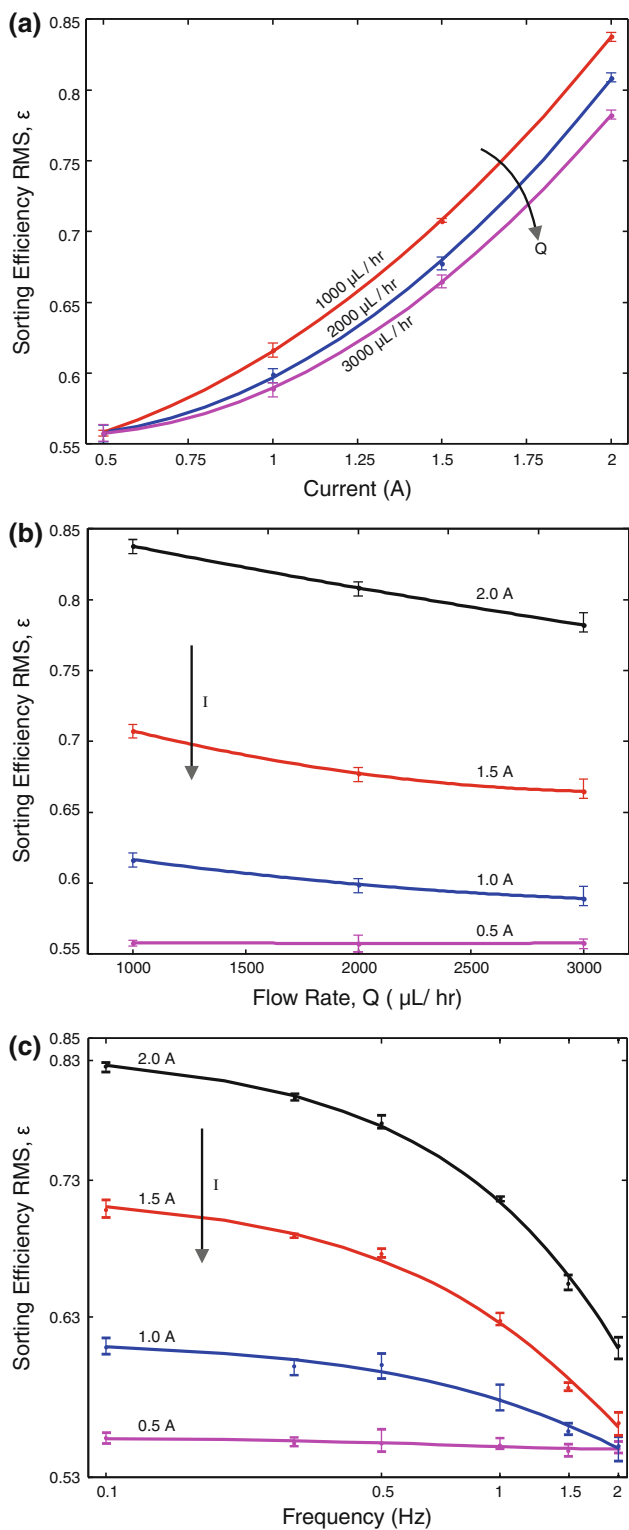 (a)
0.85
0.8
0.75
0.7
0.65
0.6
0.55
Sorting Efficiency RMS, ε
1000 µL / hr
2000 µL / hr
3000 µL / hr
Q
0.5
0.75
1
1.25
1.5
1.75
2
Current (A)
(b)
0.85
0.8
0.75
0.7
0.65
0.6
0.55
Sorting Efficiency RMS, ε
2.0 A
I
1.5 A
1.0 A
0.5 A
1000
1500
2000
2500
3000
Flow Rate, Q ( µL/ hr)
(c)
0.85
0.83
0.73
0.63
0.53
Sorting Efficiency RMS, ε
2.0 A
I
1.5 A
1.0 A
0.5 A
0.1
0.5
1
1.5
2
Frequency (Hz)